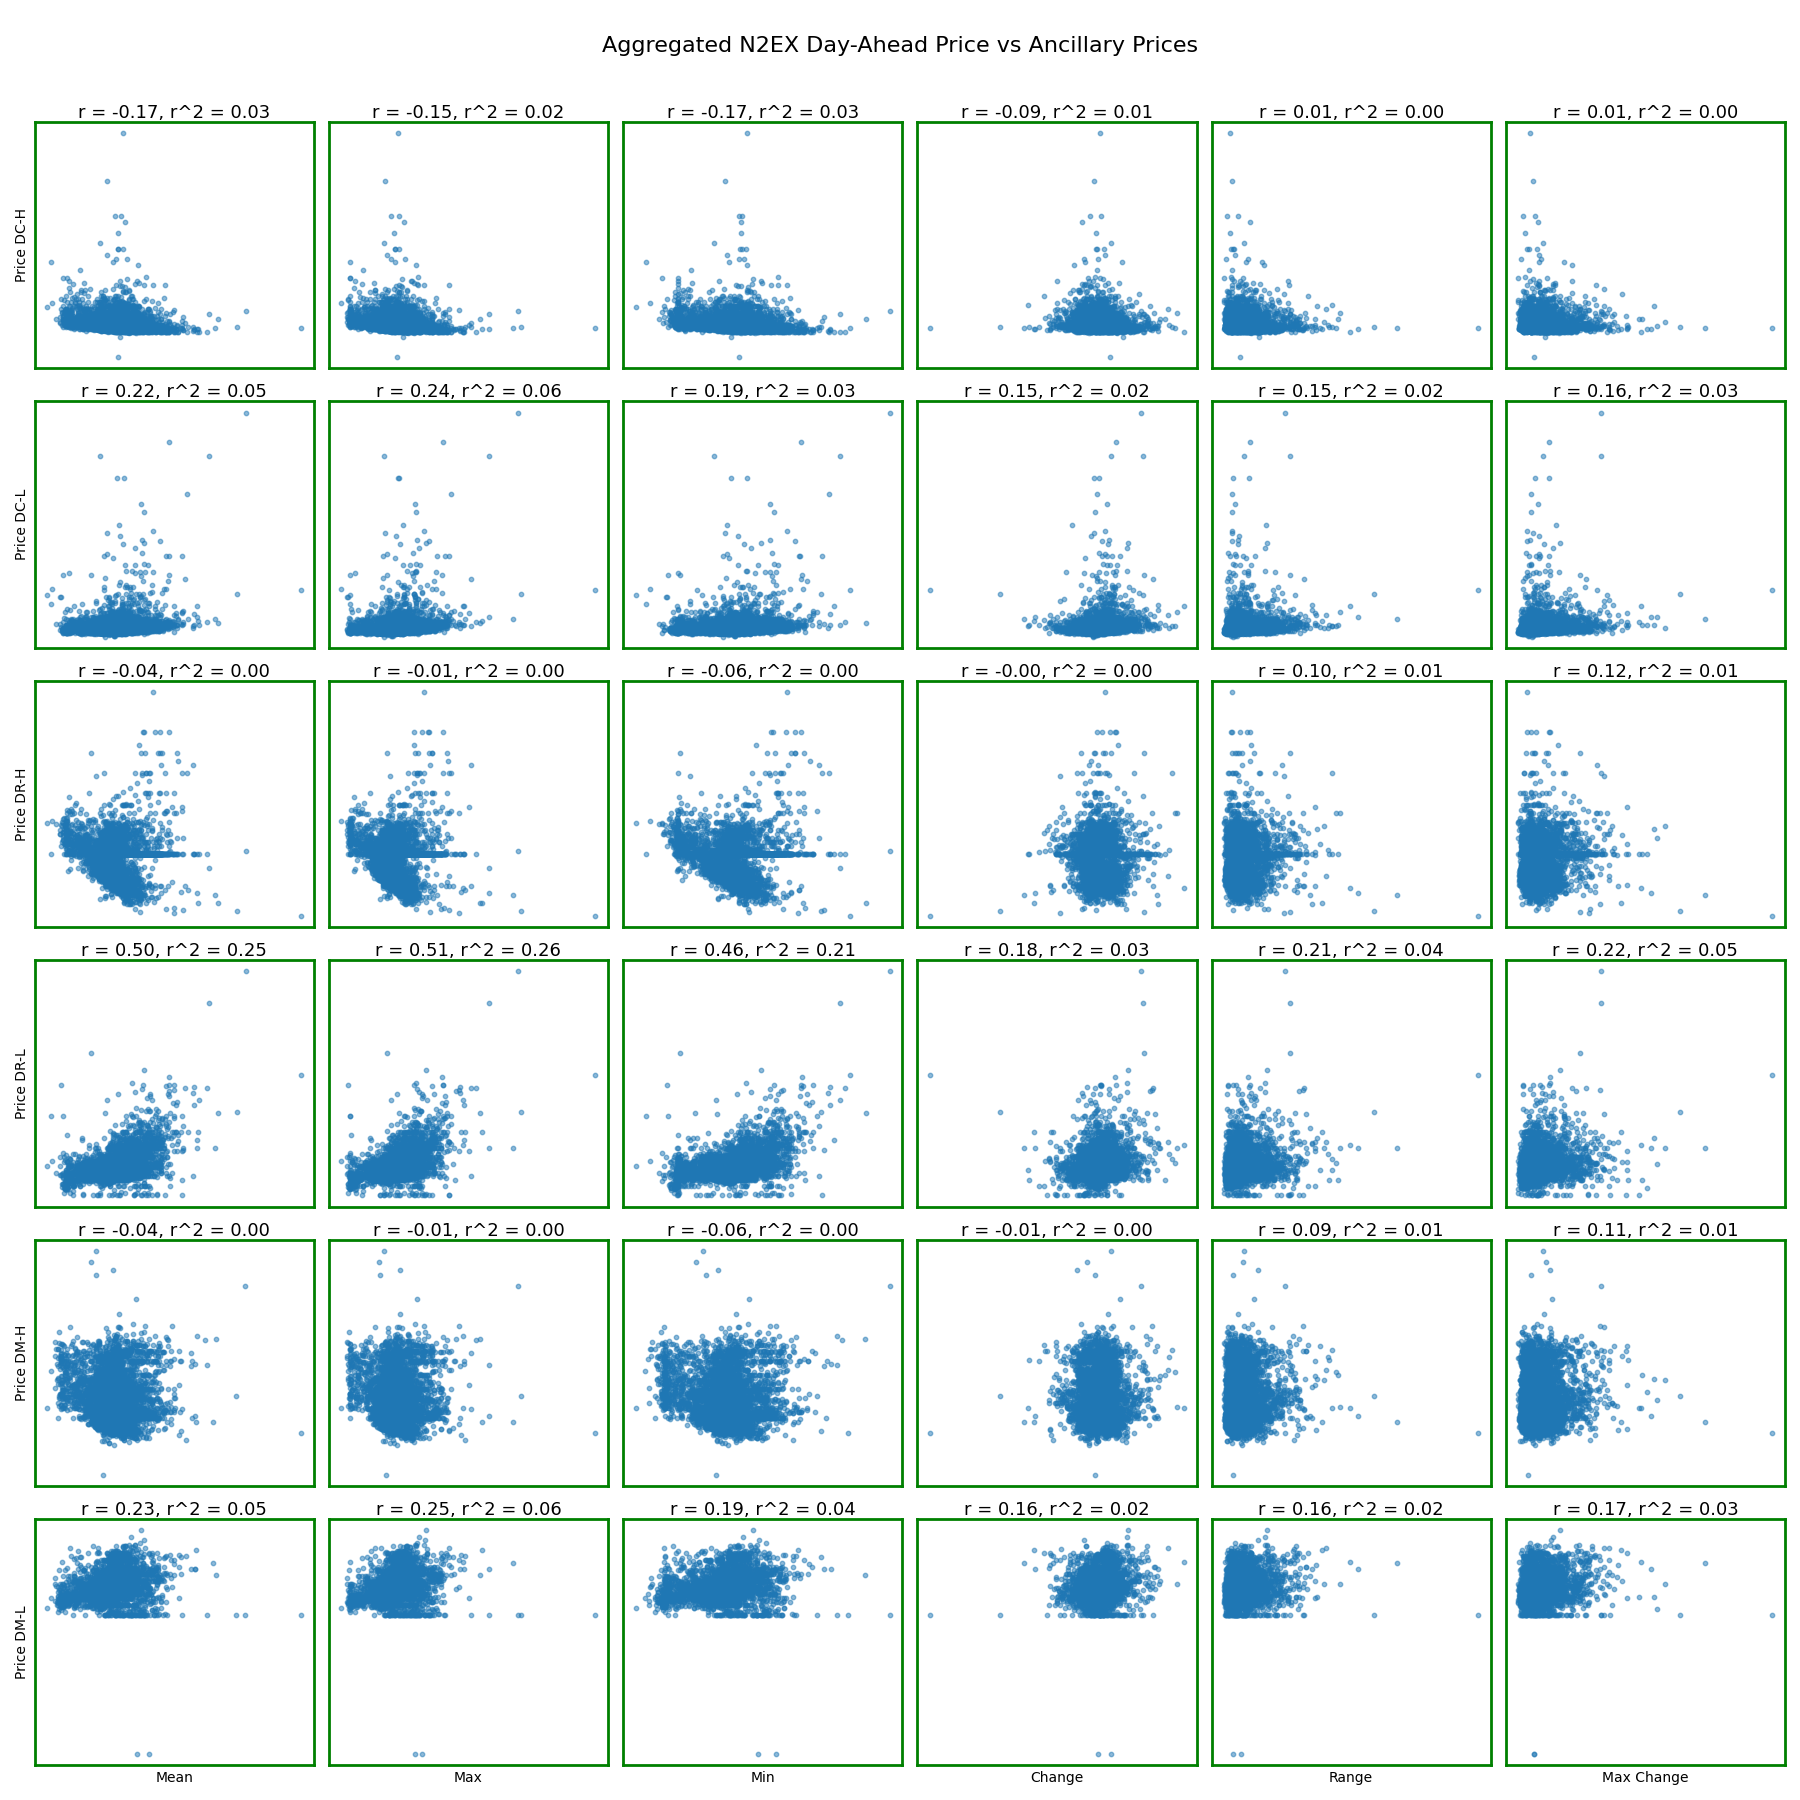 Aggregated N2EX Day-Ahead Price vs Ancillary Prices
r = -0.17, r^2 = 0.03
r = -0.15, r^2 = 0.02
r = -0.17, r^2 = 0.03
r = -0.09, r^2 = 0.01
r = 0.01, r^2 = 0.00
r = 0.01, r^2 = 0.00
Price DC-H
r = 0.22, r^2 = 0.05
r = 0.24, r^2 = 0.06
r = 0.19, r^2 = 0.03
r = 0.15, r^2 = 0.02
r = 0.15, r^2 = 0.02
r = 0.16, r^2 = 0.03
Price DC-L
r = -0.04, r^2 = 0.00
r = -0.01, r^2 = 0.00
r = -0.06, r^2 = 0.00
r = -0.00, r^2 = 0.00
r = 0.10, r^2 = 0.01
r = 0.12, r^2 = 0.01
Price DR-H
r = 0.50, r^2 = 0.25
r = 0.51, r^2 = 0.26
r = 0.46, r^2 = 0.21
r = 0.18, r^2 = 0.03
r = 0.21, r^2 = 0.04
r = 0.22, r^2 = 0.05
Price DR-L
r = -0.04, r^2 = 0.00
r = -0.01, r^2 = 0.00
r = -0.06, r^2 = 0.00
r = -0.01, r^2 = 0.00
r = 0.09, r^2 = 0.01
r = 0.11, r^2 = 0.01
Price DM-H
r = 0.23, r^2 = 0.05
r = 0.25, r^2 = 0.06
r = 0.19, r^2 = 0.04
r = 0.16, r^2 = 0.02
r = 0.16, r^2 = 0.02
r = 0.17, r^2 = 0.03
Price DM-L
Mean
Max
Min
Change
Range
Max Change